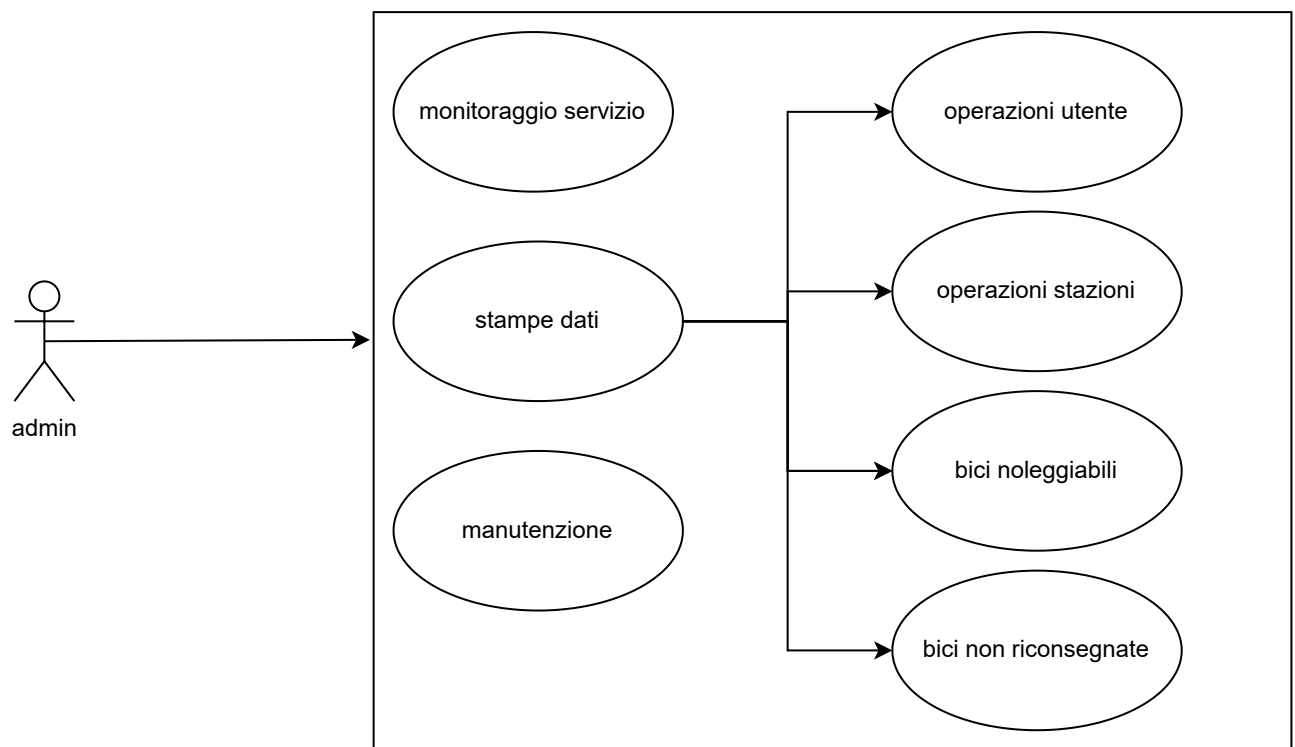 monitoraggio servizio
operazioni utente
operazioni stazioni
stampe dati
admin
bici noleggiabili
manutenzione
bici non riconsegnate